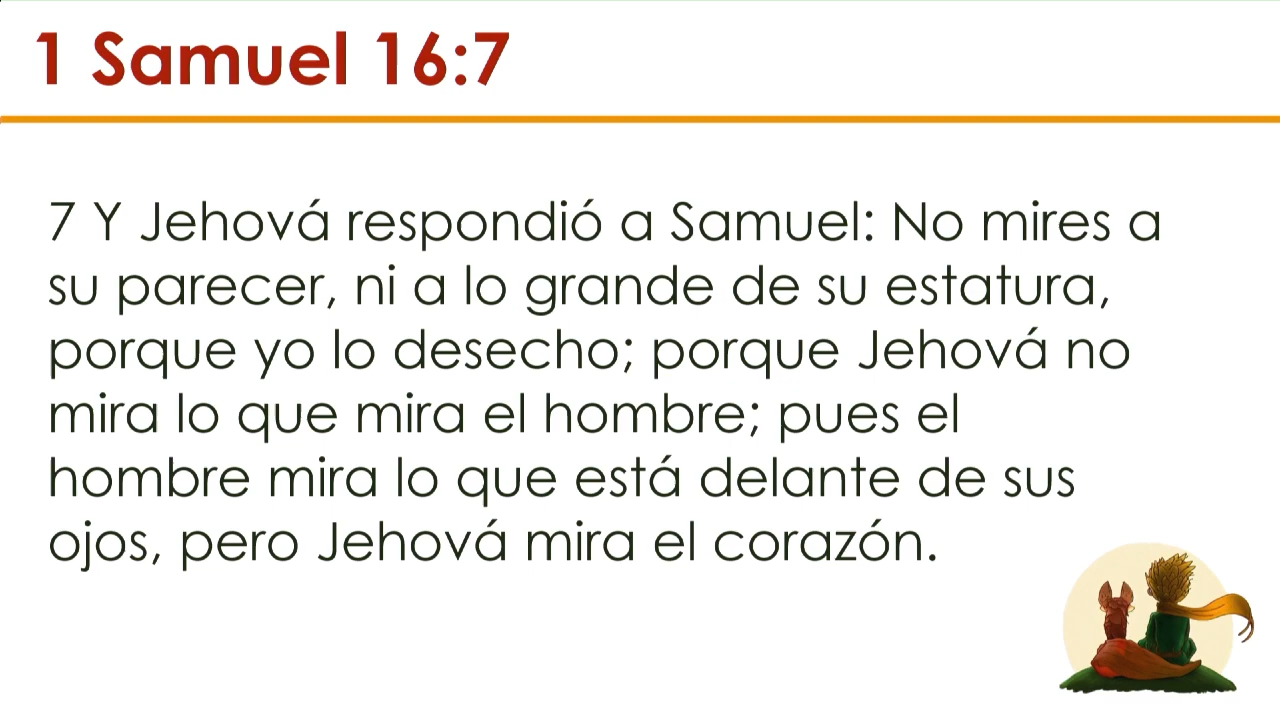 1 Samuel 16:7
7 Y Jehová respondió a Samuel: No mires a
su parecer, ni a lo grande de su estatura,
porque yo lo desecho; porque Jehová no
mira lo que mira el hombre; pues el
hombre mira lo que está delante de sus
ojos, pero Jehová mira el corazón.